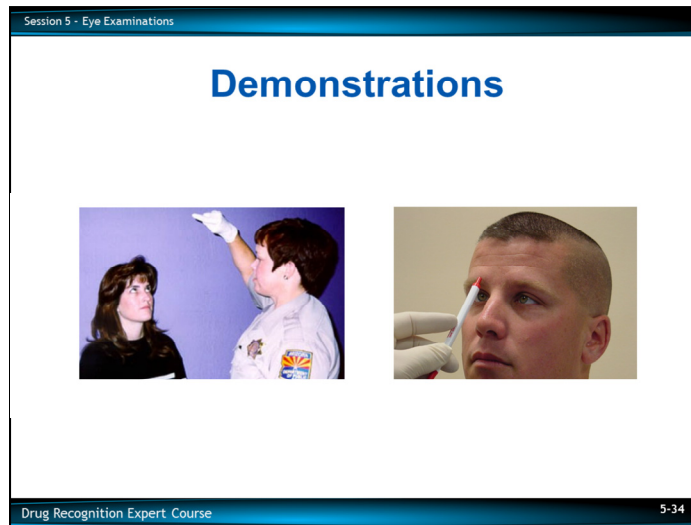 Session 5 - Eye Examinations
Demonstrations
Drug Recognition Expert Course
5-34